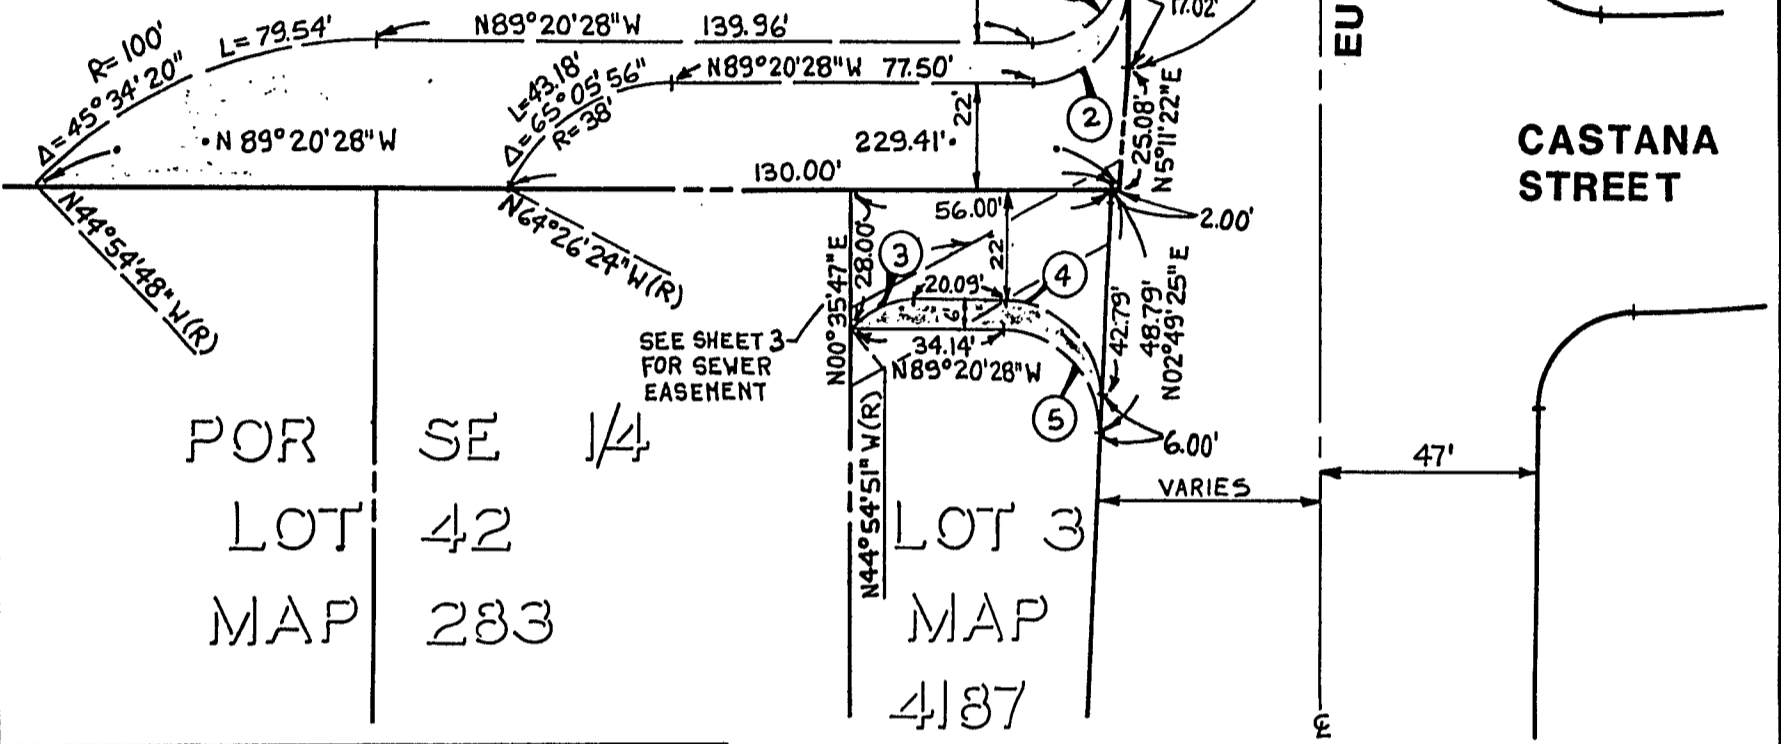 R=100'
Δ=45°34'20"
L=79.54'
N89°20'28"W 139.96'
17.02'
EU
L=43.18'
Δ=65°05'56"
R=38'
N89°20'28"W 77.50'
22'
2
25.08'
N5°11'22"E
N 89°20'28"W
229.41'
130.00'
CASTANA
STREET
N44°54'48"W(R)
N64°26'24"W(R)
56.00'
2.00'
N00°35'47"E
28.00'
3
22'
4
20.09'
6'
42.79'
48.79'
N02°49'25"E
SEE SHEET 3
FOR SEWER
EASEMENT
34.14'
N89°20'28"W
5
6.00'
N44°54'51"W(R)
47'
VARIES
POR SE 1/4
LOT 42
MAP 283
LOT 3
MAP
4187
℄